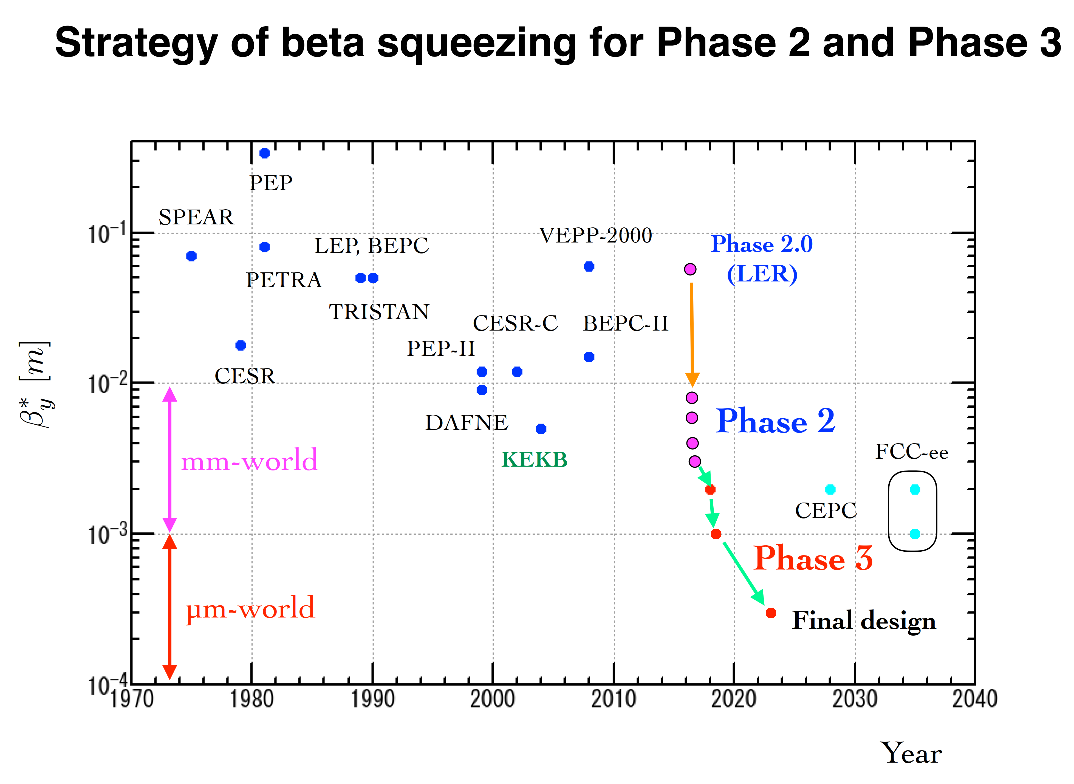 Strategy of beta squeezing for Phase 2 and Phase 3
PEP
SPEAR
10⁻¹
LEP, BEPC
VEPP-2000
Phase 2.0
(LER)
PETRA
TRISTAN
CESR-C
BEPC-II
PEP-II
CESR
10⁻²
β*y [m]
DAFNE
Phase 2
KEKB
mm-world
FCC-ee
CEPC
10⁻³
Phase 3
µm-world
Final design
10⁻⁴
1970 1980 1990 2000 2010 2020 2030 2040
Year